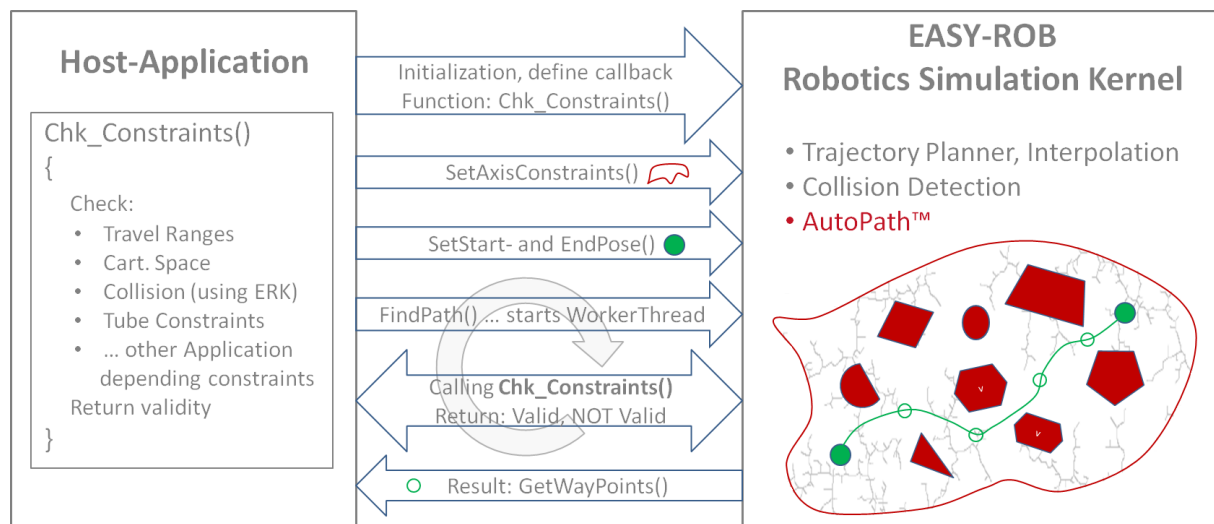 Host-Application
Chk_Constraints()
{
Check:
• Travel Ranges
• Cart. Space
• Collision (using ERK)
• Tube Constraints
• ... other Application
depending constraints
Return validity
}
Initialization, define callback
Function: Chk_Constraints()
SetAxisConstraints()
SetStart- and EndPose()
FindPath() ... starts WorkerThread
Calling Chk_Constraints()
Return: Valid, NOT Valid
Result: GetWayPoints()
EASY-ROB
Robotics Simulation Kernel
• Trajectory Planner, Interpolation
• Collision Detection
• AutoPath™
v
v